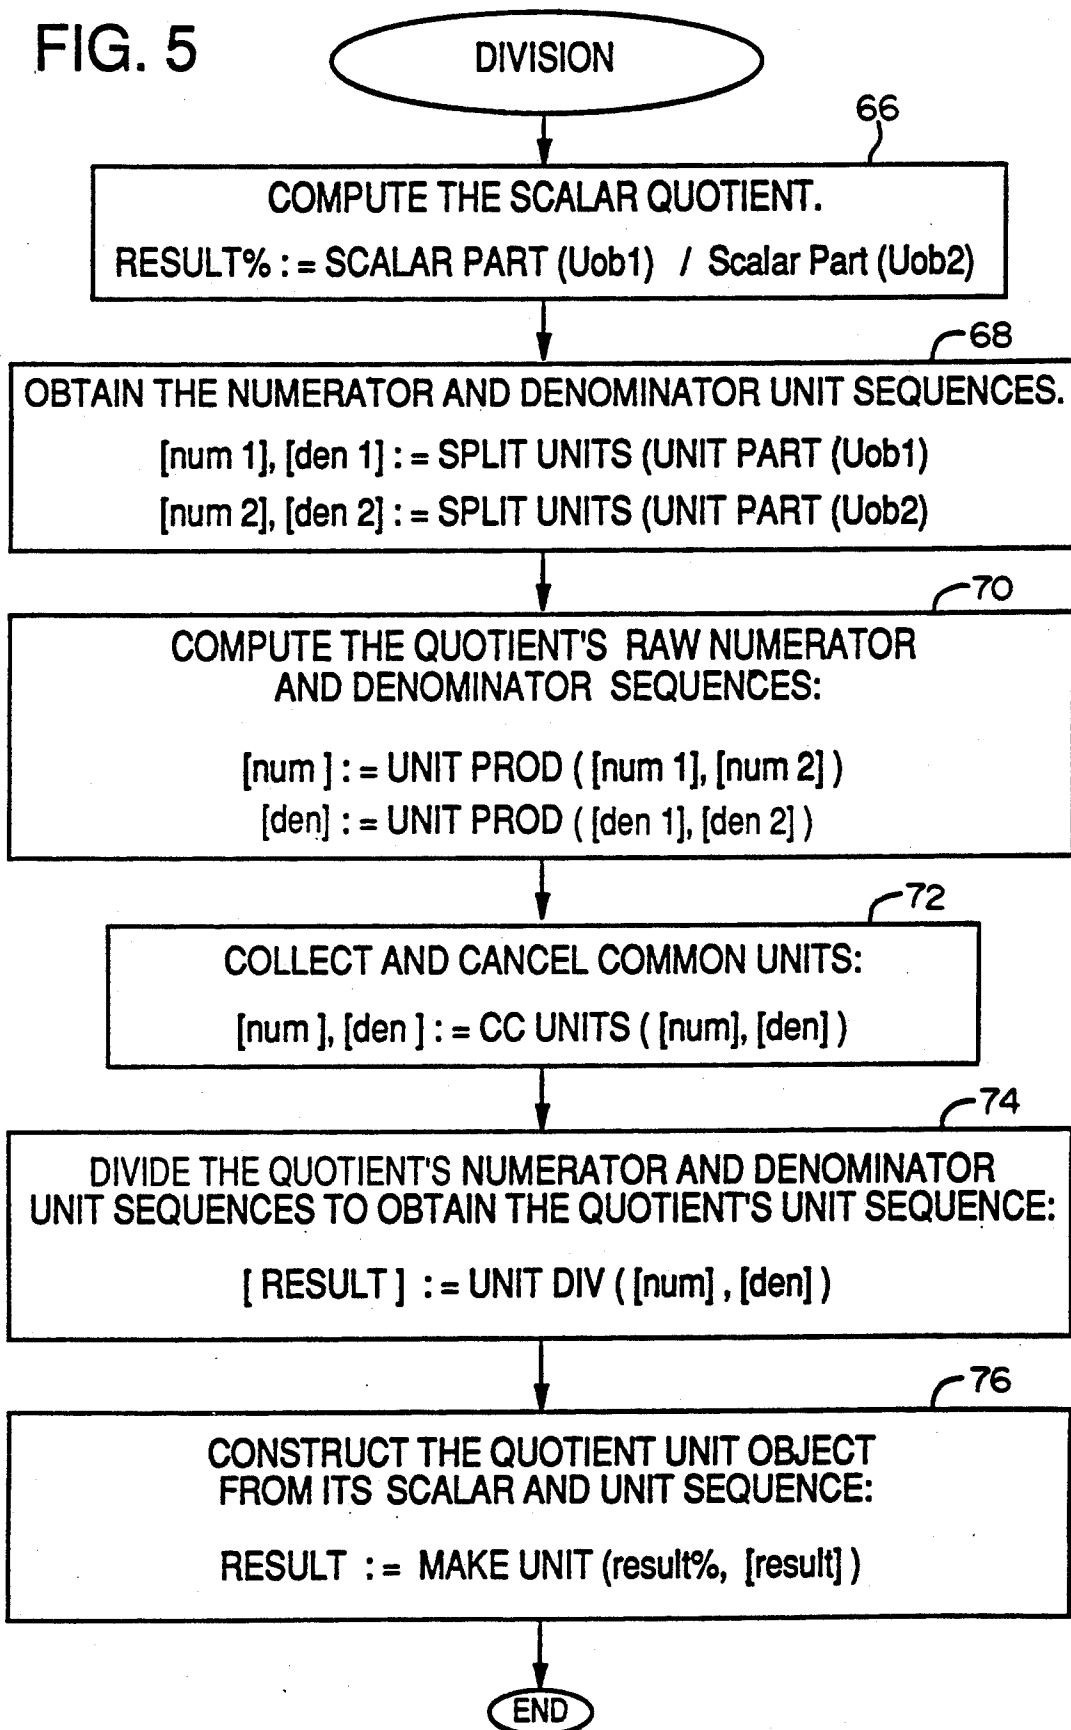 FIG. 5
DIVISION
66
COMPUTE THE SCALAR QUOTIENT.
RESULT% : = SCALAR PART (Uob1) / Scalar Part (Uob2)
68
OBTAIN THE NUMERATOR AND DENOMINATOR UNIT SEQUENCES.
[num 1], [den 1] : = SPLIT UNITS (UNIT PART (Uob1)
[num 2], [den 2] : = SPLIT UNITS (UNIT PART (Uob2)
70
COMPUTE THE QUOTIENT'S RAW NUMERATOR
AND DENOMINATOR SEQUENCES:
[num ] : = UNIT PROD ( [num 1], [num 2] )
[den] : = UNIT PROD ( [den 1], [den 2] )
72
COLLECT AND CANCEL COMMON UNITS:
[num ], [den ] : = CC UNITS ( [num], [den] )
74
DIVIDE THE QUOTIENT'S NUMERATOR AND DENOMINATOR
UNIT SEQUENCES TO OBTAIN THE QUOTIENT'S UNIT SEQUENCE:
[ RESULT ] : = UNIT DIV ( [num] , [den] )
76
CONSTRUCT THE QUOTIENT UNIT OBJECT
FROM ITS SCALAR AND UNIT SEQUENCE:
RESULT : = MAKE UNIT (result%, [result] )
END